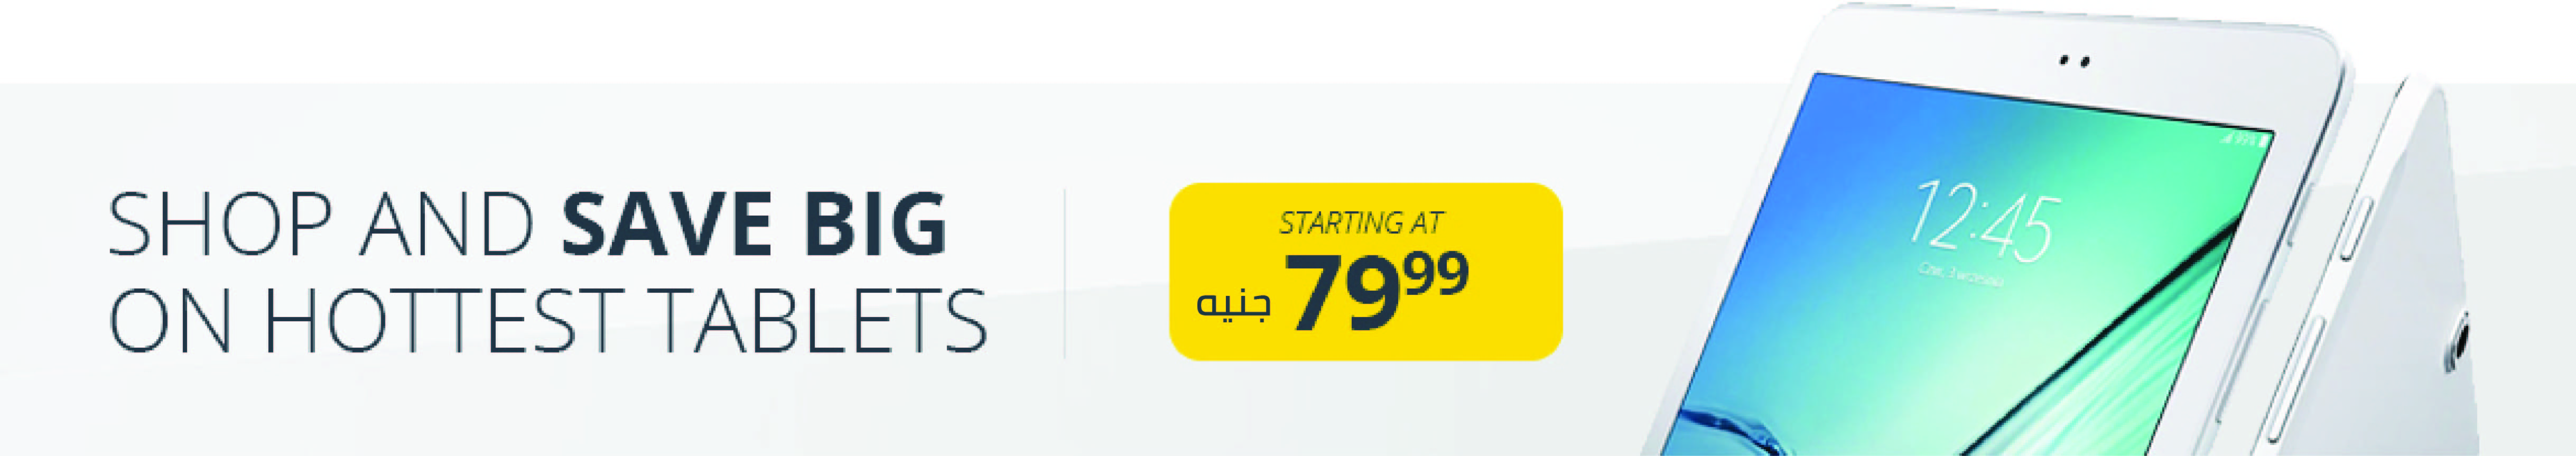 SHOP AND SAVE BIG
ON HOTTEST TABLETS
STARTING AT
7999 جنيه
12:45